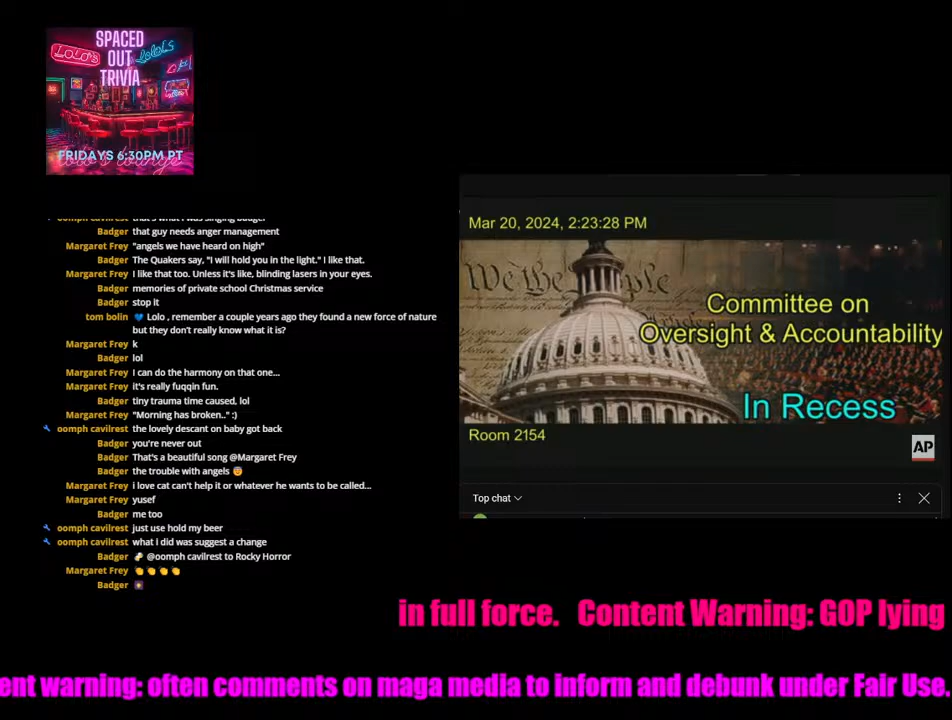 SPACED
OUT
TRIVIA
LOLO'S
lolo's
FRIDAYS 6:30PM PT
lolo's lounge
oomph cavilrest that's what i was singing badger.
Badger that guy needs anger management
Margaret Frey "angels we have heard on high"
Badger The Quakers say, "I will hold you in the light." I like that.
Margaret Frey I like that too. Unless it's like, blinding lasers in your eyes.
Badger memories of private school Christmas service
Badger stop it
tom bolin 💙 Lolo , remember a couple years ago they found a new force of nature
but they don't really know what it is?
Margaret Frey k
Badger lol
Margaret Frey I can do the harmony on that one...
Margaret Frey it's really fuqqin fun.
Badger tiny trauma time caused, lol
Margaret Frey "Morning has broken.." :)
oomph cavilrest the lovely descant on baby got back
Badger you're never out
Badger That's a beautiful song @Margaret Frey
Badger the trouble with angels 😇
Margaret Frey i love cat can't help it or whatever he wants to be called...
Margaret Frey yusef
Badger me too
oomph cavilrest just use hold my beer
oomph cavilrest what i did was suggest a change
Badger @oomph cavilrest to Rocky Horror
Margaret Frey 👏 👏 👏 👏
Badger
Mar 20, 2024, 2:23:28 PM
We the People
Committee on
Oversight & Accountability
In Recess
Room 2154
AP
Top chat
in full force. Content Warning: GOP lying
ent warning: often comments on maga media to inform and debunk under Fair Use.